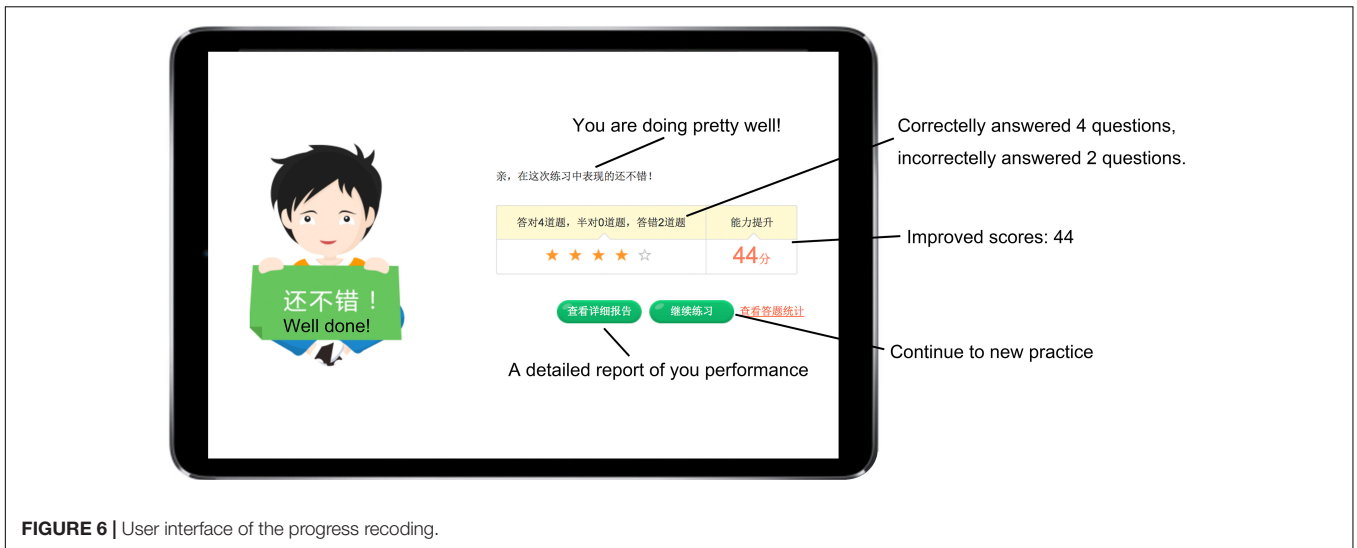 You are doing pretty well!
Correctelly answered 4 questions,
incorrectelly answered 2 questions.
亲，在这次练习中表现的还不错！
答对4道题，半对0道题，答错2道题
能力提升
Improved scores: 44
44分
还不错！
Well done!
查看详细报告
继续练习
查看答题统计
Continue to new practice
A detailed report of you performance
FIGURE 6 | User interface of the progress recoding.